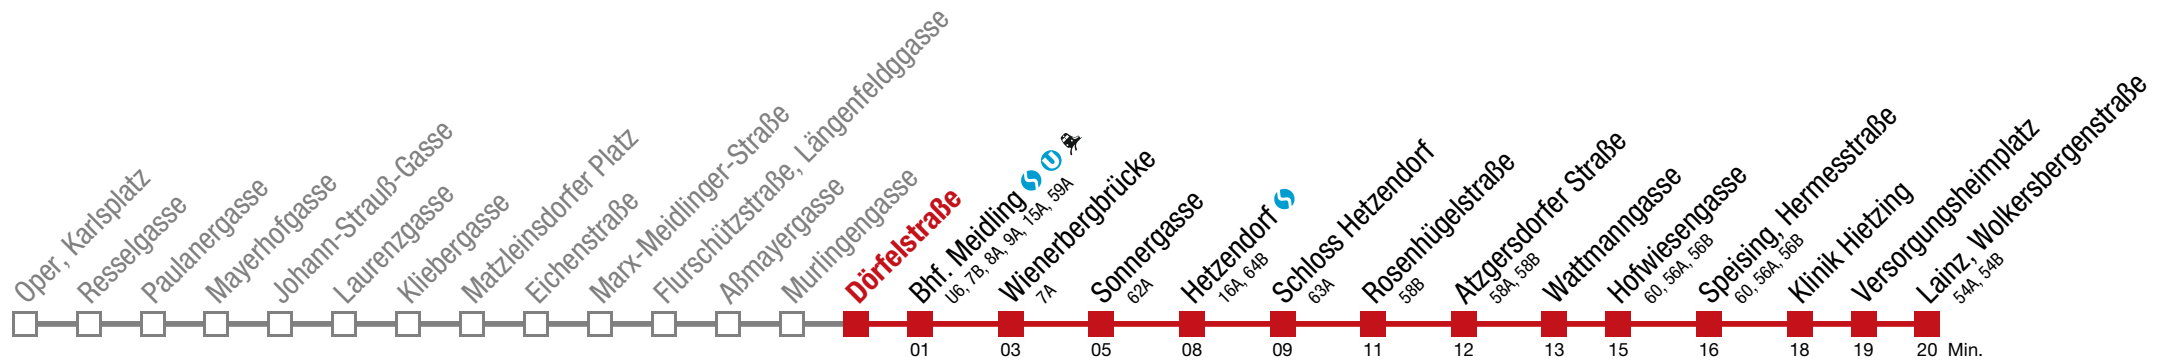 Oper, Karlsplatz
Resselgasse
Paulanergasse
Mayerhofgasse
Johann-Strauß-Gasse
Laurenzgasse
Kliebergasse
Matzleinsdorfer Platz
Eichenstraße
Marx-Meidlinger-Straße
Flurschützstraße, Längenfeldggasse
Aßmayergasse
Murlingengasse
Dörfelstraße
Bhf. Meidling
U6, 7B, 8A, 9A, 15A, 59A
Wienerbergbrücke
7A
Sonnergasse
62A
Hetzendorf
16A, 64B
Schloss Hetzendorf
63A
Rosenhügelstraße
58B
Atzgersdorfer Straße
58A, 58B
Wattmanngasse
Hofwiesengasse
60, 56A, 56B
Speising, Hermesstraße
60, 56A, 56B
Klinik Hietzing
Versorgungsheimplatz
Lainz, Wolkersbergenstraße
54A, 54B
01 03 05 08 09 11 12 13 15 16 18 19 20 Min.